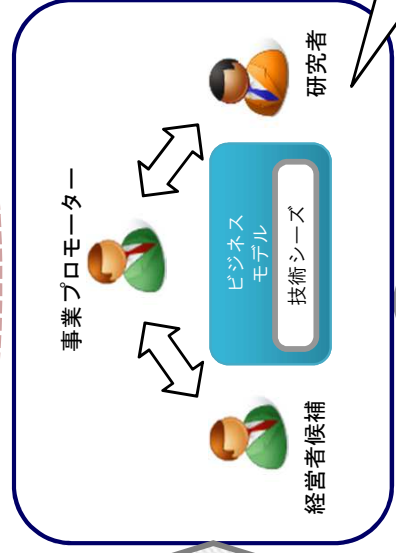 事業プロモーター
ビジネス
モデル
技術シーズ
経営者候補
研究者